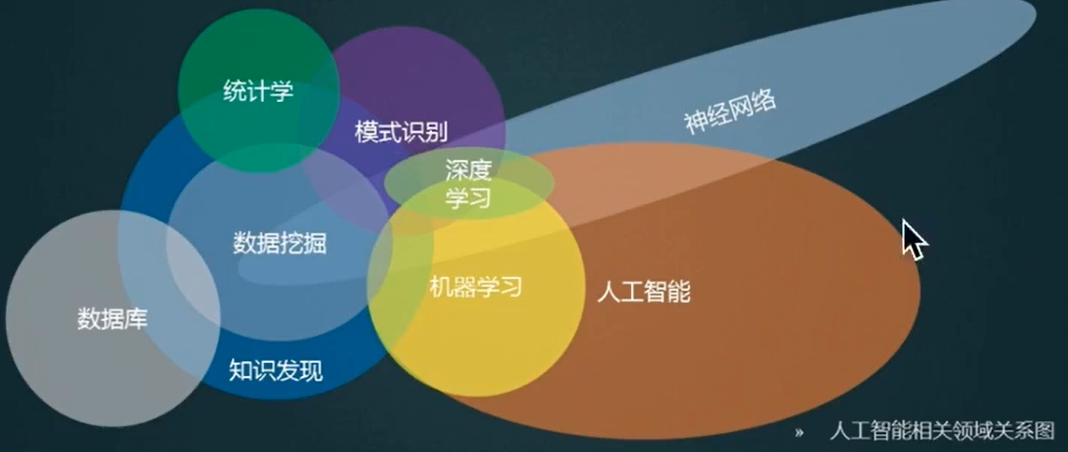 统计学
模式识别
神经网络
深度
学习
数据挖掘
机器学习
人工智能
数据库
知识发现
» 人工智能相关领域关系图